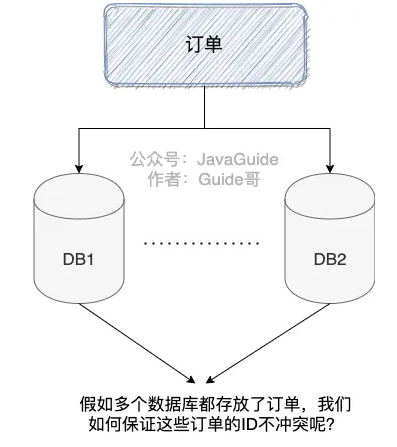 订单
公众号：JavaGuide
作者：Guide哥
DB1
DB2
假如多个数据库都存放了订单，我们
如何保证这些订单的ID不冲突呢？